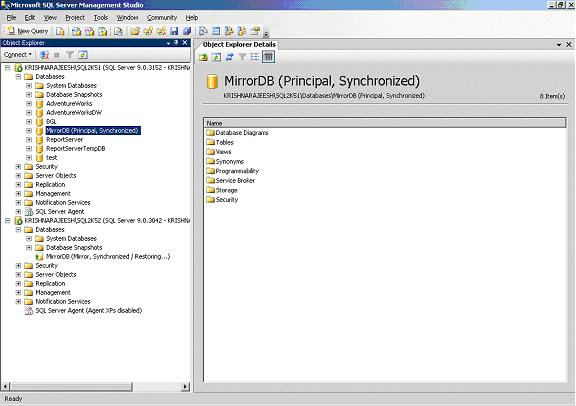 Microsoft SQL Server Management Studio
File Edit View Project Tools Window Community Help
New Query
Object Explorer
Connect
KRISHNARAJEESH\SQL2K51 (SQL Server 9.0.3152 - KRISHNA
Databases
System Databases
Database Snapshots
AdventureWorks
AdventureWorksDW
BGL
MirrorDB (Principal, Synchronized)
ReportServer
ReportServerTempDB
test
Security
Server Objects
Replication
Management
Notification Services
SQL Server Agent
KRISHNARAJEESH\SQL2K52 (SQL Server 9.0.3042 - KRISHNA
Databases
System Databases
Database Snapshots
MirrorDB (Mirror, Synchronized / Restoring...)
Security
Server Objects
Replication
Management
Notification Services
SQL Server Agent (Agent XPs disabled)
Object Explorer Details
MirrorDB (Principal, Synchronized)
KRISHNARAJEESH\SQL2K51\Databases\MirrorDB (Principal, Synchronized)
8 Item(s)
Name
Database Diagrams
Tables
Views
Synonyms
Programmability
Service Broker
Storage
Security
Ready